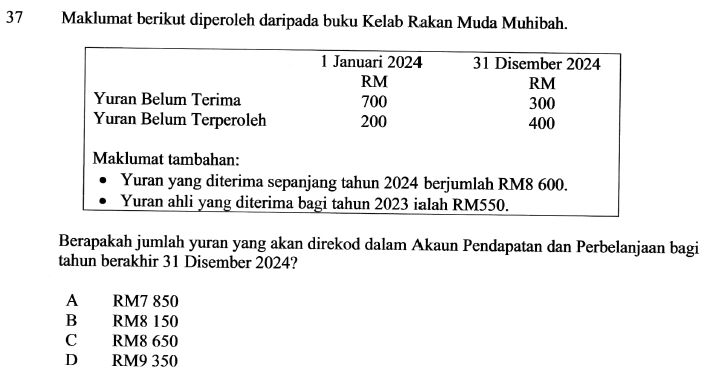 37 Maklumat berikut diperoleh daripada buku Kelab Rakan Muda Muhibah.
1 Januari 2024 31 Disember 2024
RM RM
Yuran Belum Terima 700 300
Yuran Belum Terperoleh 200 400
Maklumat tambahan:
• Yuran yang diterima sepanjang tahun 2024 berjumlah RM8 600.
• Yuran ahli yang diterima bagi tahun 2023 ialah RM550.
Berapakah jumlah yuran yang akan direkod dalam Akaun Pendapatan dan Perbelanjaan bagi
tahun berakhir 31 Disember 2024?
A RM7 850
B RM8 150
C RM8 650
D RM9 350